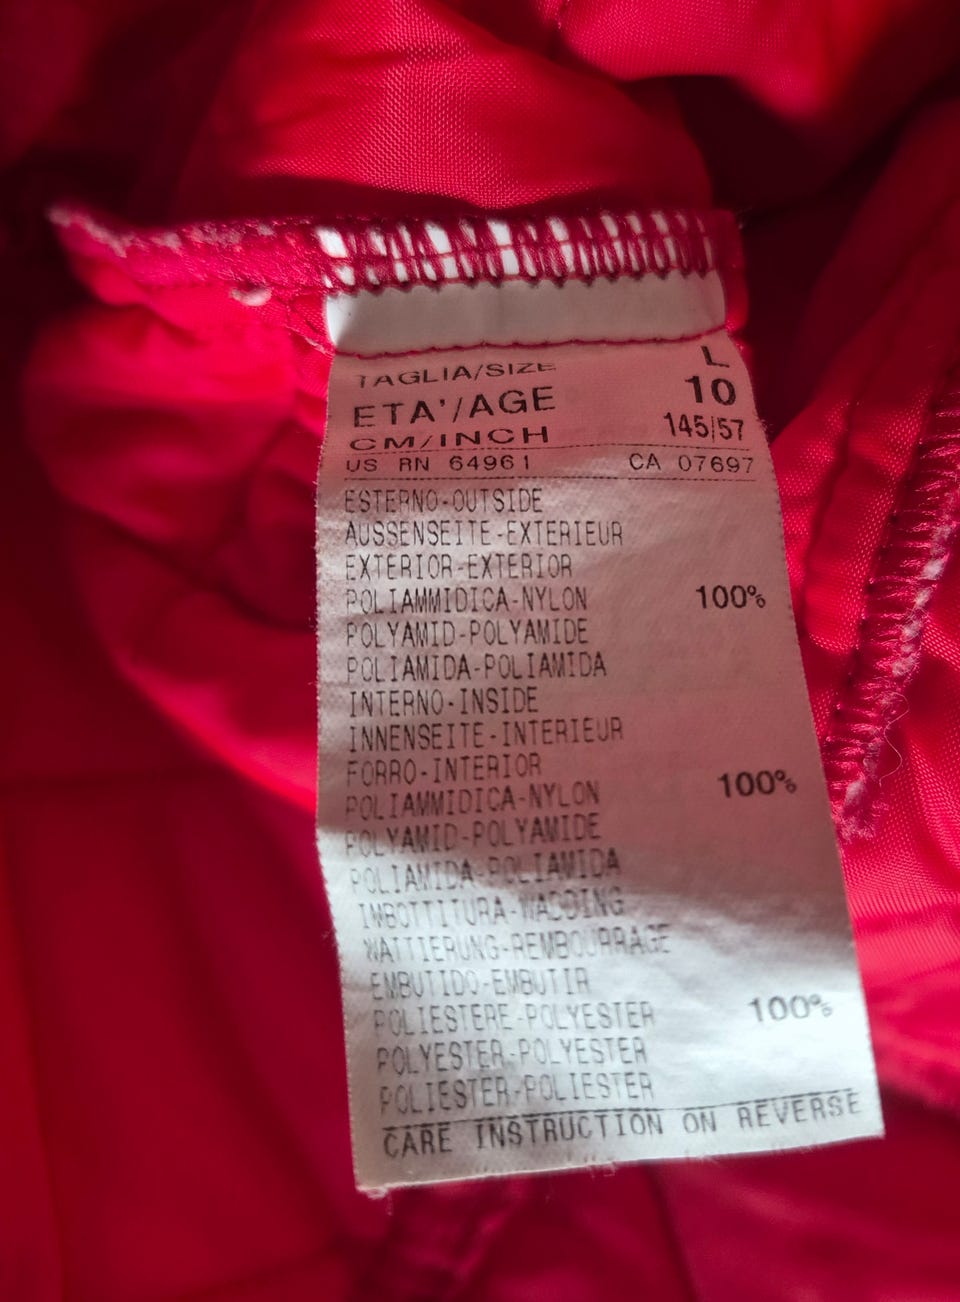 TAGLIA/SIZE L
ETA'/AGE 10
CM/INCH 145/57
US RN 64961 CA 07697
ESTERNO-OUTSIDE
AUSSENSEITE-EXTERIEUR
EXTERIOR-EXTERIOR
POLIAMMIDICA-NYLON 100%
POLYAMID-POLYAMIDE
POLIAMIDA-POLIAMIDA
INTERNO-INSIDE
INNENSEITE-INTERIEUR
FORRO-INTERIOR
POLIAMMIDICA-NYLON 100%
POLYAMID-POLYAMIDE
POLIAMIDA-POLIAMIDA
IMBOTTITURA-WADDING
WATTIERUNG-REMBOURRAGE
EMBUTIDO-EMBUTIR
POLIESTERE-POLYESTER 100%
POLYESTER-POLYESTER
POLIESTER-POLIESTER
CARE INSTRUCTION ON REVERSE